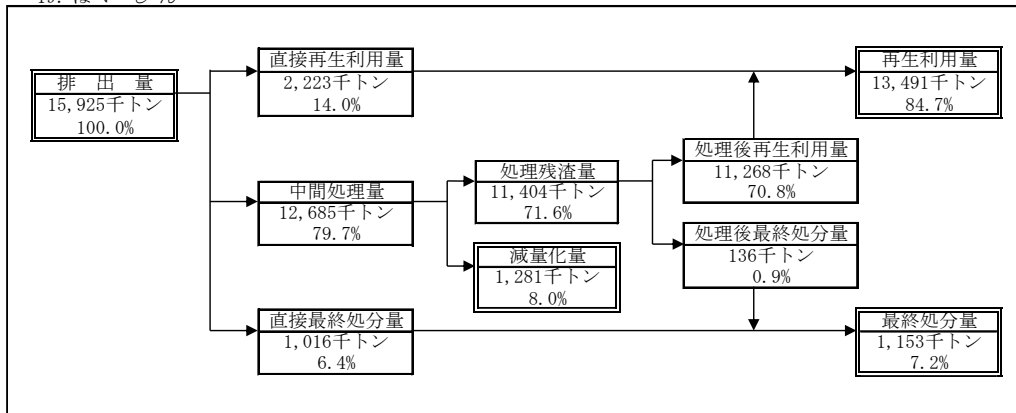 排 出 量
15,925千トン
100.0%
直接再生利用量
2,223千トン
14.0%
再生利用量
13,491千トン
84.7%
中間処理量
12,685千トン
79.7%
処理残渣量
11,404千トン
71.6%
処理後再生利用量
11,268千トン
70.8%
減量化量
1,281千トン
8.0%
処理後最終処分量
136千トン
0.9%
直接最終処分量
1,016千トン
6.4%
最終処分量
1,153千トン
7.2%